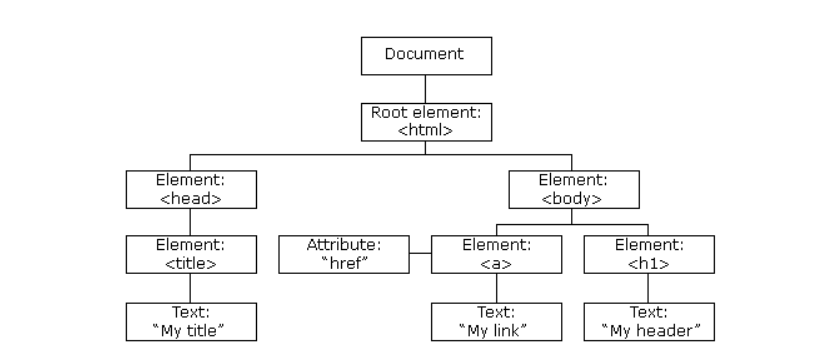 Document
Root element:
<html>
Element:
<head>
Element:
<body>
Element:
<title>
Attribute:
“href”
Element:
<a>
Element:
<h1>
Text:
“My title”
Text:
“My link”
Text:
“My header”